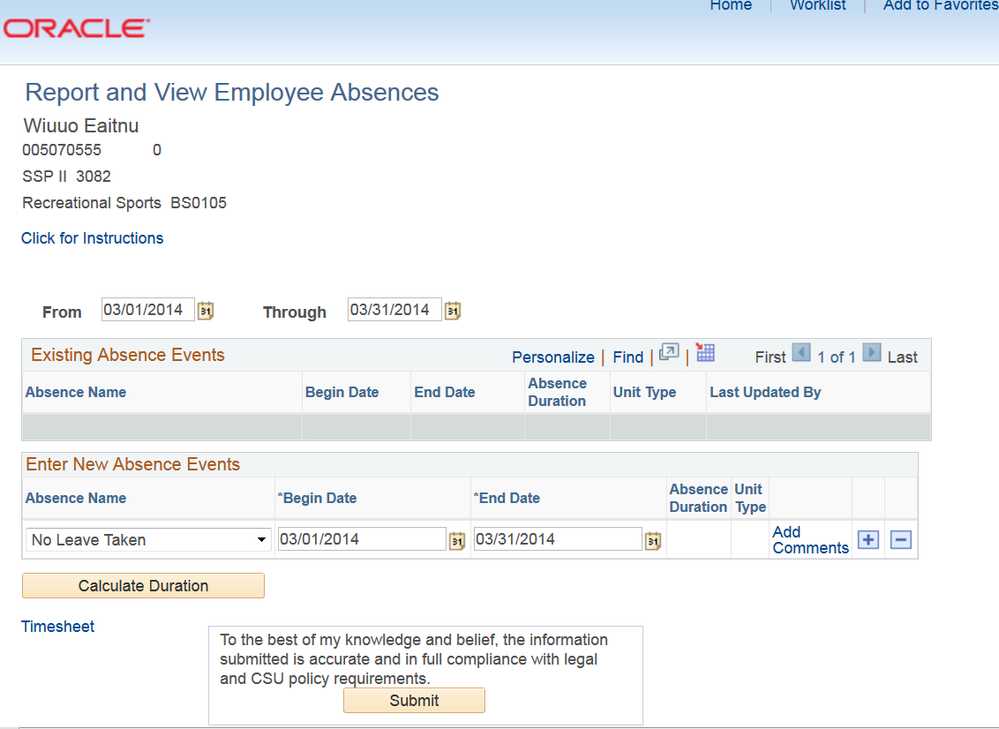 Home Worklist Add to Favorites
ORACLE
Report and View Employee Absences
Wiuuo Eaitnu
005070555 0
SSP II 3082
Recreational Sports BS0105
Click for Instructions
From 03/01/2014 31 Through 03/31/2014 31
Existing Absence Events Personalize | Find | | First 1 of 1 Last
Absence Name Begin Date End Date Absence Duration Unit Type Last Updated By
Enter New Absence Events
Absence Name *Begin Date *End Date Absence Duration Unit Type
No Leave Taken 03/01/2014 31 03/31/2014 31 Add Comments + −
Calculate Duration
Timesheet
To the best of my knowledge and belief, the information
submitted is accurate and in full compliance with legal
and CSU policy requirements.
Submit